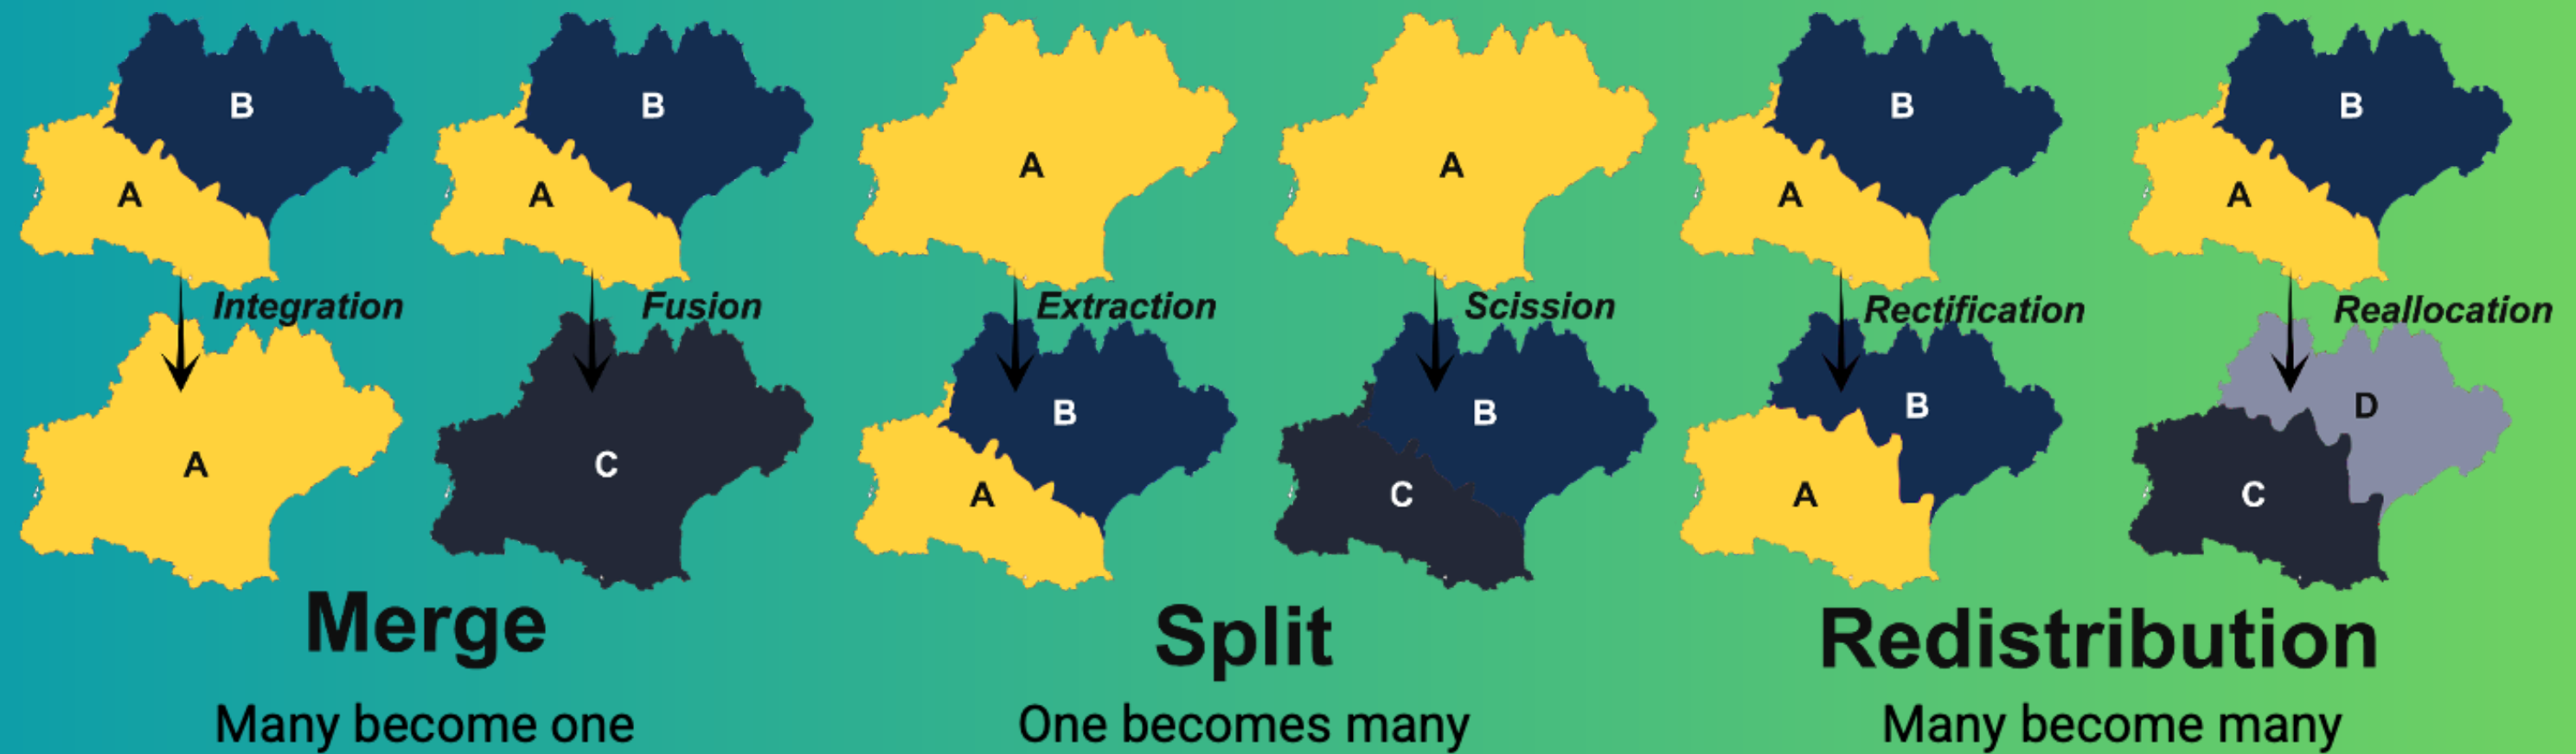 B
B
A
A
B
B
A
A
A
A
Integration
Fusion
Extraction
Scission
Rectification
Reallocation
A
C
B
A
B
C
B
A
D
C
Merge
Split
Redistribution
Many become one
One becomes many
Many become many